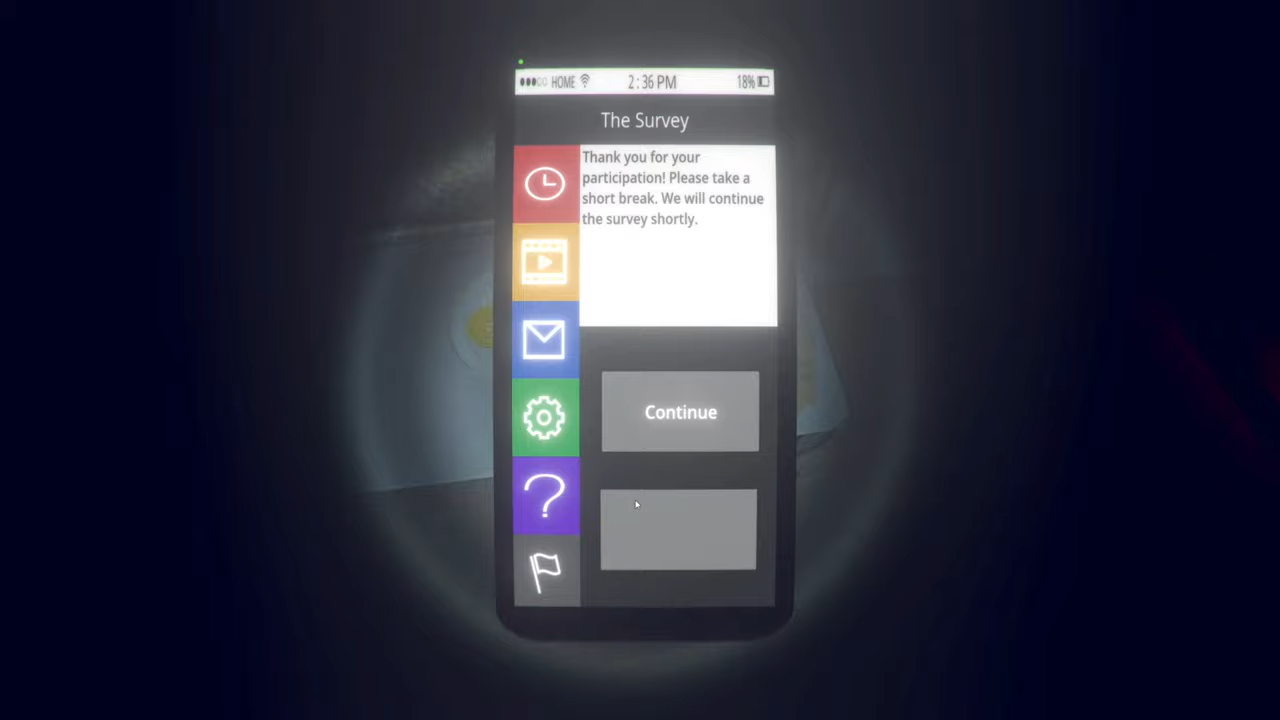 HOME 2:36 PM 18%
The Survey
Thank you for your
participation! Please take a
short break. We will continue
the survey shortly.
Continue